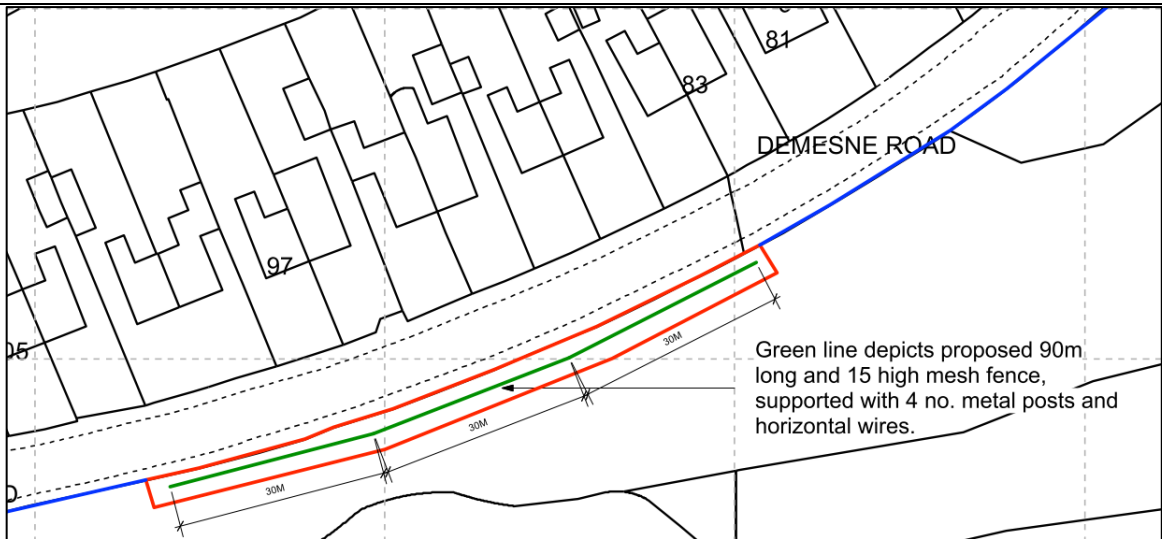 81
83
DEMESNE ROAD
97
30M
Green line depicts proposed 90m
long and 15 high mesh fence,
supported with 4 no. metal posts and
horizontal wires.
30M
30M